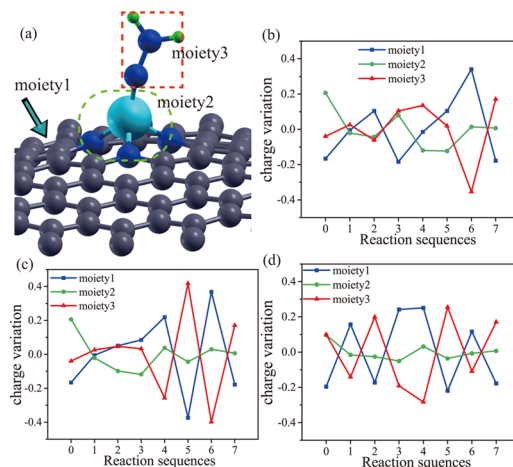 (a)
moiety1
moiety3
moiety2
(b)
moiety1
moiety2
moiety3
charge variation
0.4
0.2
0.0
-0.2
-0.4
0 1 2 3 4 5 6 7
Reaction sequences
(c)
moiety1
moiety2
moiety3
charge variation
0.4
0.2
0.0
-0.2
-0.4
0 1 2 3 4 5 6 7
Reaction sequences
(d)
moiety1
moiety2
moiety3
charge variation
0.4
0.2
0.0
-0.2
-0.4
0 1 2 3 4 5 6 7
Reaction sequences